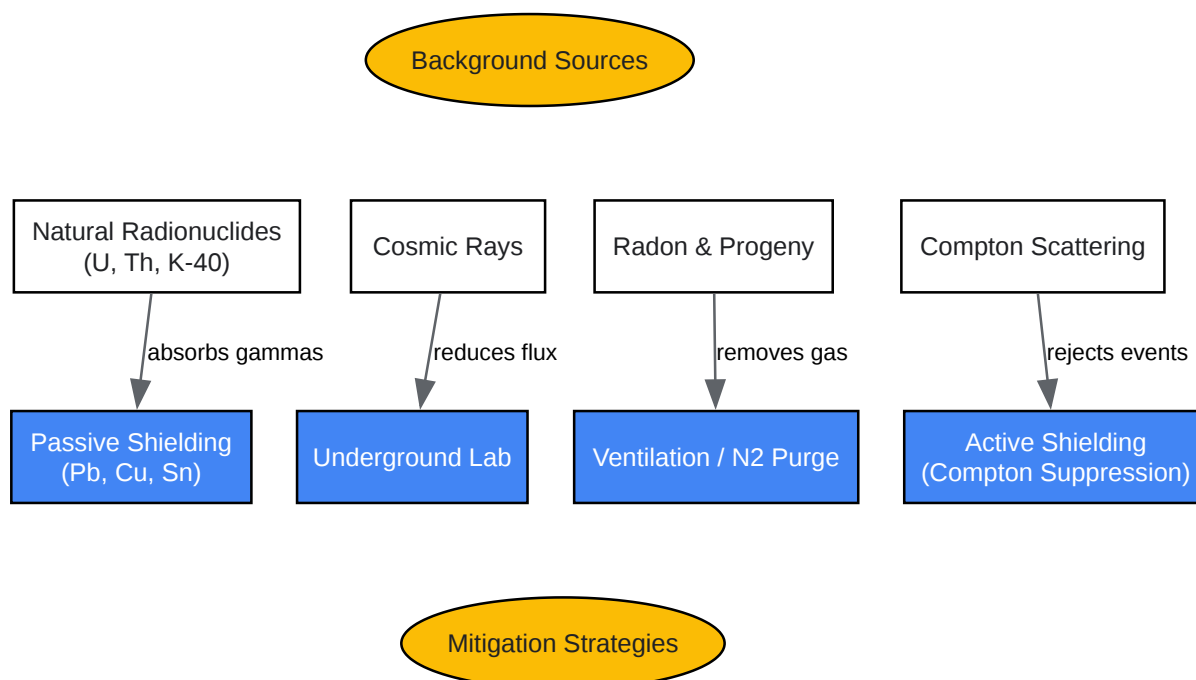 Background Sources
Natural Radionuclides
(U, Th, K-40)
Cosmic Rays
Radon & Progeny
Compton Scattering
absorbs gammas
reduces flux
removes gas
rejects events
Passive Shielding
(Pb, Cu, Sn)
Underground Lab
Ventilation / N2 Purge
Active Shielding
(Compton Suppression)
Mitigation Strategies